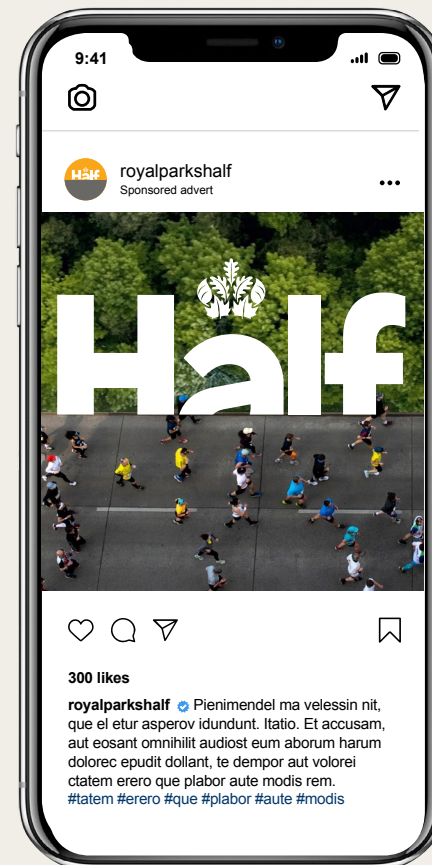 9:41
Half
royalparkshalf
Sponsored advert
Half
300 likes
royalparkshalf Pienimendel ma velessin nit,
que el etur asperov idundunt. Itatio. Et accusam,
aut eosant omnihilit audiost eum aborum harum
dolorec epudit dollant, te dempor aut volorei
ctatem erero que plabor aute modis rem.
#tatem #erero #que #plabor #aute #modis